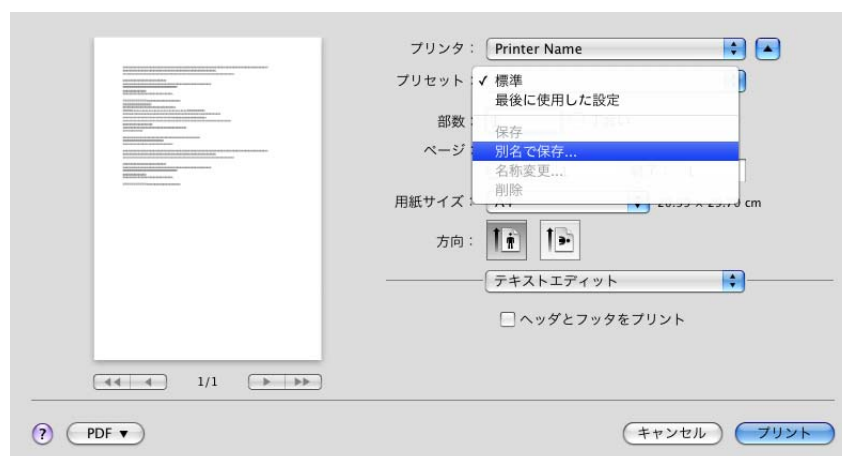 プリンタ： Printer Name
プリセット： ✓ 標準
最後に使用した設定
部数：
保存
ページ：
別名で保存...
名称変更...
削除
用紙サイズ：
cm
方向：
テキストエディット
ヘッダとフッタをプリント
1/1
? PDF ▼
キャンセル プリント